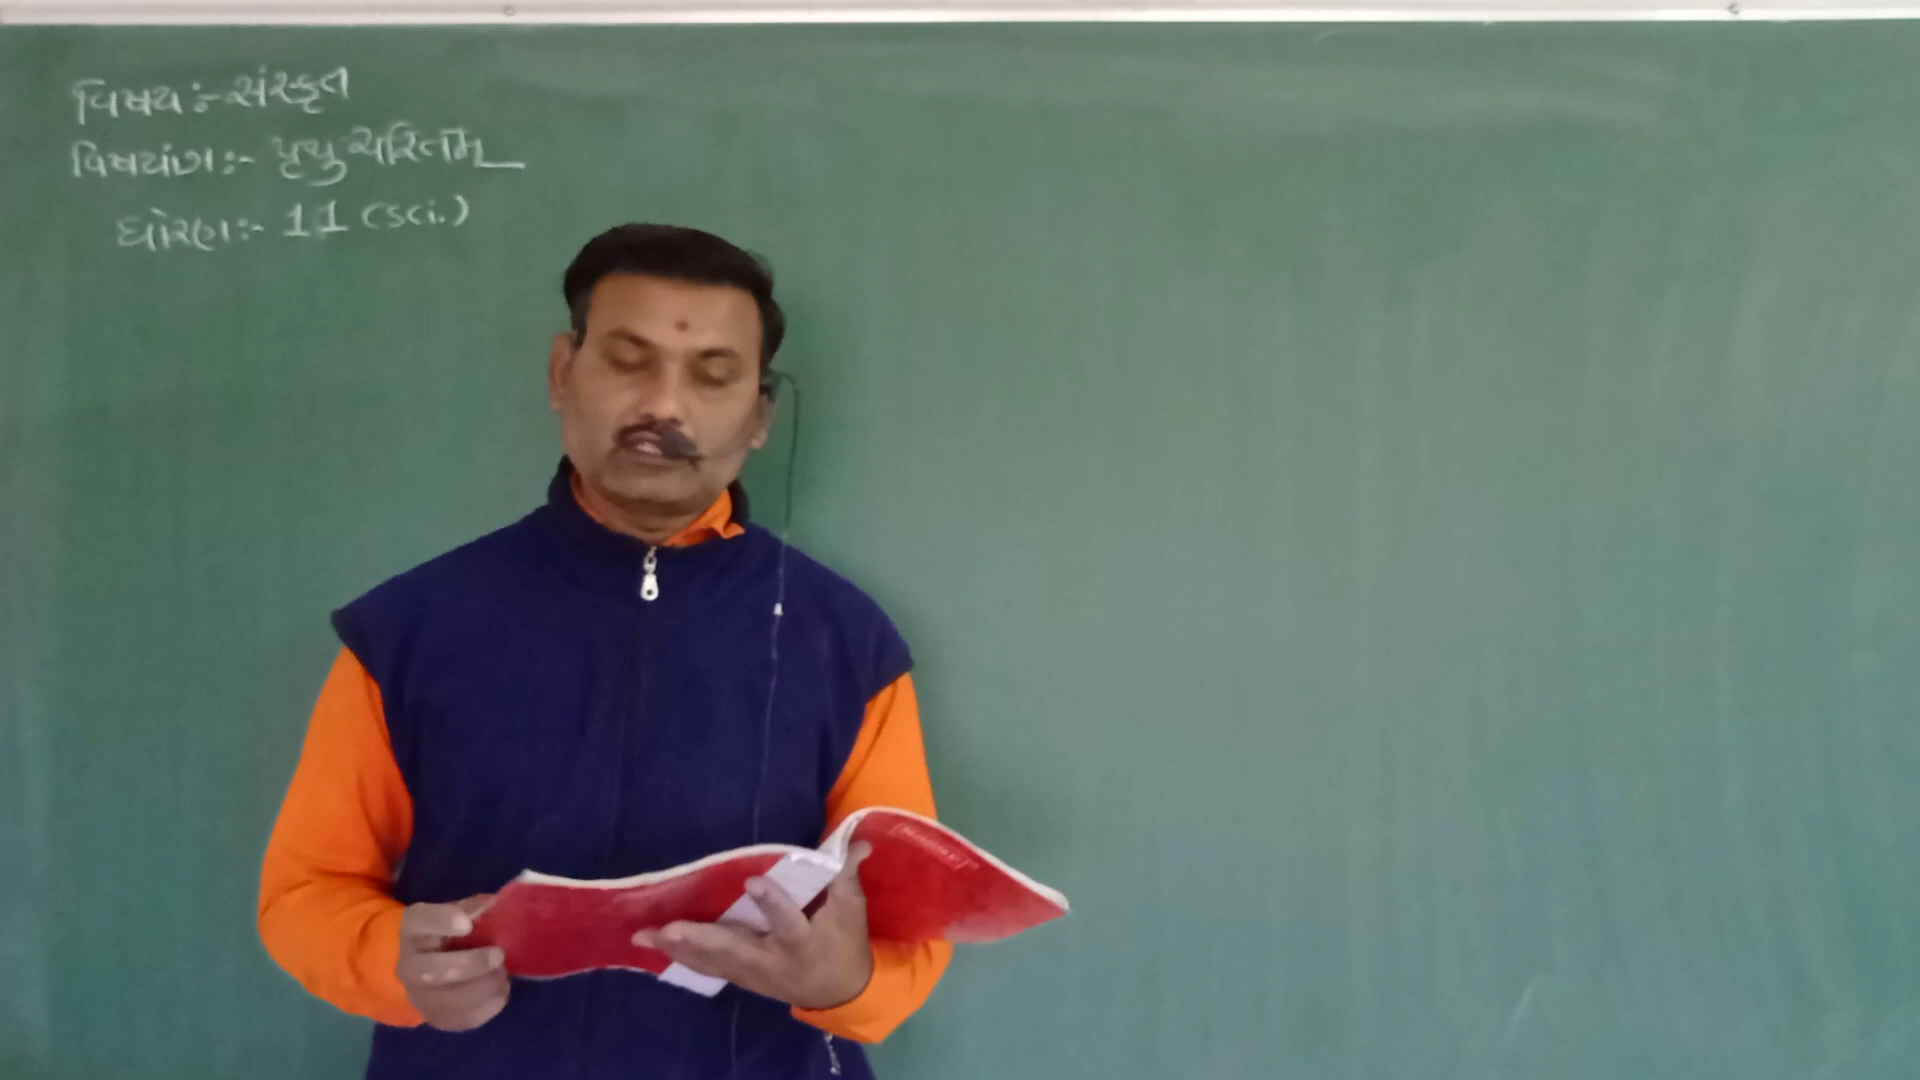 વિષય :- સંસ્કૃત
વિષયાંશ :- પૃથુ ચરિતમ્
ધોરણ :- 11 (sci.)